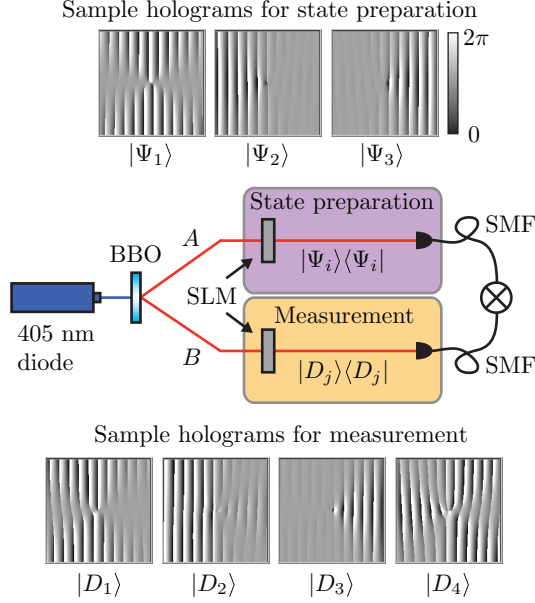 Sample holograms for state preparation
2π
0
|Ψ₁⟩
|Ψ₂⟩
|Ψ₃⟩
State preparation
A
SMF
BBO
|Ψᵢ⟩⟨Ψᵢ|
SLM
405 nm
diode
Measurement
B
|Dⱼ⟩⟨Dⱼ|
SMF
Sample holograms for measurement
|D₁⟩
|D₂⟩
|D₃⟩
|D₄⟩